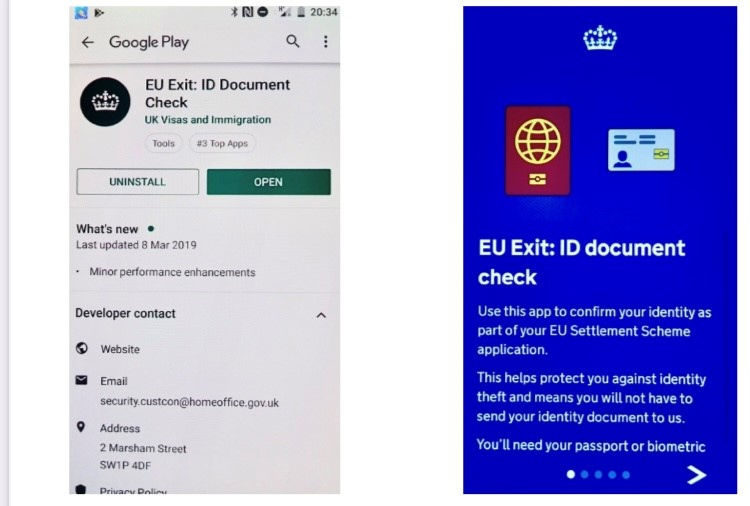 20:34
Google Play
EU Exit: ID Document
Check
UK Visas and Immigration
Tools
#3 Top Apps
UNINSTALL
OPEN
What's new
Last updated 8 Mar 2019
Minor performance enhancements
Developer contact
Website
Email
security.custcon@homeoffice.gov.uk
Address
2 Marsham Street
SW1P 4DF
Privacy Policy
EU Exit: ID document
check
Use this app to confirm your identity as
part of your EU Settlement Scheme
application.
This helps protect you against identity
theft and means you will not have to
send your identity document to us.
You'll need your passport or biometric